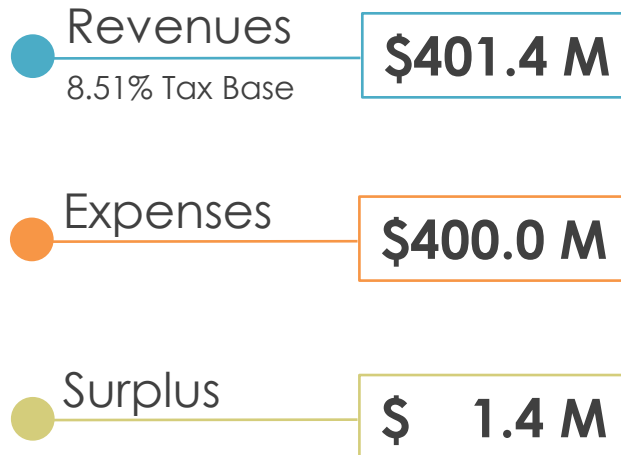 Revenues
$401.4 M
8.51% Tax Base
Expenses
$400.0 M
Surplus
$ 1.4 M